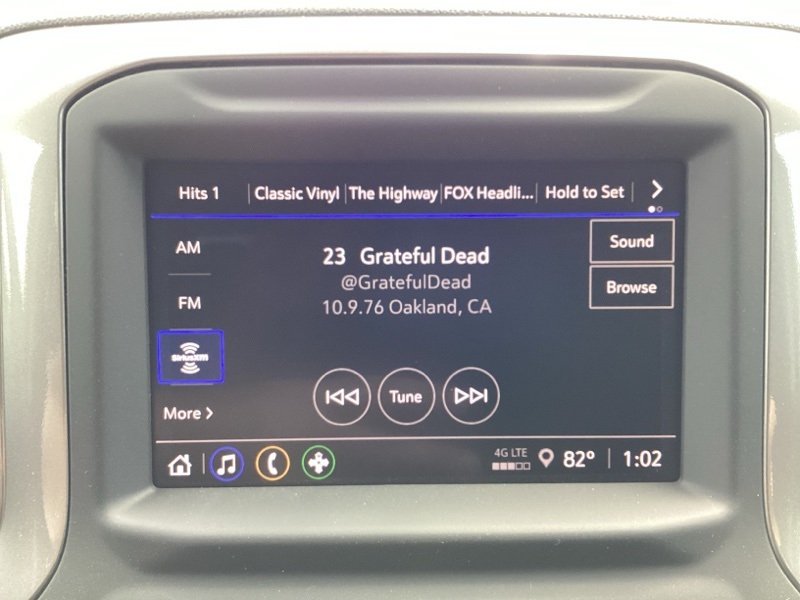 Hits 1 Classic Vinyl The Highway FOX Headli... Hold to Set >
AM
23 Grateful Dead
Sound
@GratefulDead
FM
10.9.76 Oakland, CA
Browse
SiriusXM
Tune
More >
4G LTE
82° 1:02